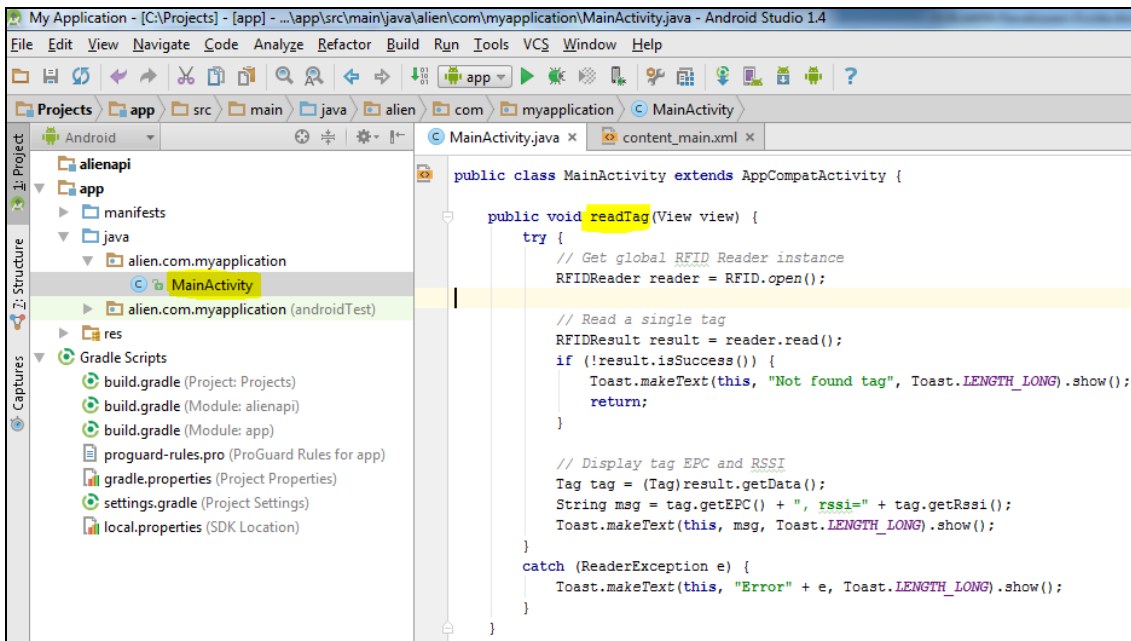 My Application - [C:\Projects] - [app] - ...\app\src\main\java\alien\com\myapplication\MainActivity.java - Android Studio 1.4
File Edit View Navigate Code Analyze Refactor Build Run Tools VCS Window Help
app
Projects app src main java alien com myapplication MainActivity
1: Project
7: Structure
Captures
Android
alienapi
app
manifests
java
alien.com.myapplication
MainActivity
alien.com.myapplication (androidTest)
res
Gradle Scripts
build.gradle (Project: Projects)
build.gradle (Module: alienapi)
build.gradle (Module: app)
proguard-rules.pro (ProGuard Rules for app)
gradle.properties (Project Properties)
settings.gradle (Project Settings)
local.properties (SDK Location)
MainActivity.java content_main.xml
public class MainActivity extends AppCompatActivity {
public void readTag(View view) {
try {
// Get global RFID Reader instance
RFIDReader reader = RFID.open();
// Read a single tag
RFIDResult result = reader.read();
if (!result.isSuccess()) {
Toast.makeText(this, "Not found tag", Toast.LENGTH_LONG).show();
return;
}
// Display tag EPC and RSSI
Tag tag = (Tag)result.getData();
String msg = tag.getEPC() + ", rssi=" + tag.getRssi();
Toast.makeText(this, msg, Toast.LENGTH_LONG).show();
}
catch (ReaderException e) {
Toast.makeText(this, "Error" + e, Toast.LENGTH_LONG).show();
}
}